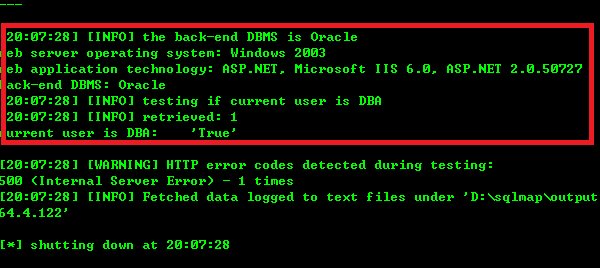 ---
20:07:28] [INFO] the back-end DBMS is Oracle
eb server operating system: Windows 2003
eb application technology: ASP.NET, Microsoft IIS 6.0, ASP.NET 2.0.50727
ack-end DBMS: Oracle
20:07:28] [INFO] testing if current user is DBA
20:07:28] [INFO] retrieved: 1
urrent user is DBA: 'True'
[20:07:28] [WARNING] HTTP error codes detected during testing:
500 (Internal Server Error) - 1 times
[20:07:28] [INFO] Fetched data logged to text files under 'D:\sqlmap\output
64.4.122'
[*] shutting down at 20:07:28